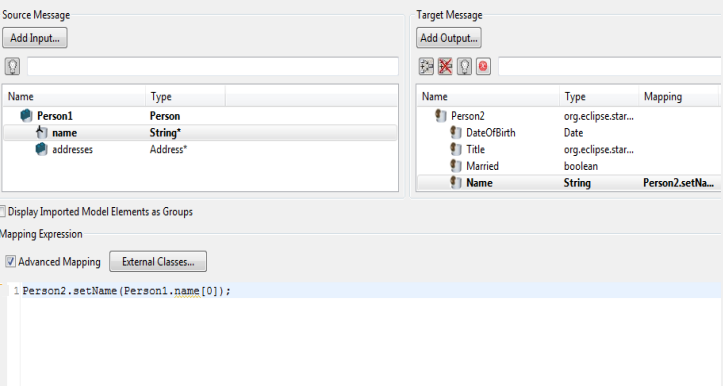 Source Message
Add Input...
Name Type
Person1 Person
name String*
addresses Address*
Target Message
Add Output...
Name Type Mapping
Person2 org.eclipse.star...
DateOfBirth Date
Title org.eclipse.star...
Married boolean
Name String Person2.setNa...
Display Imported Model Elements as Groups
Mapping Expression
Advanced Mapping External Classes...
1 Person2.setName(Person1.name[0]);